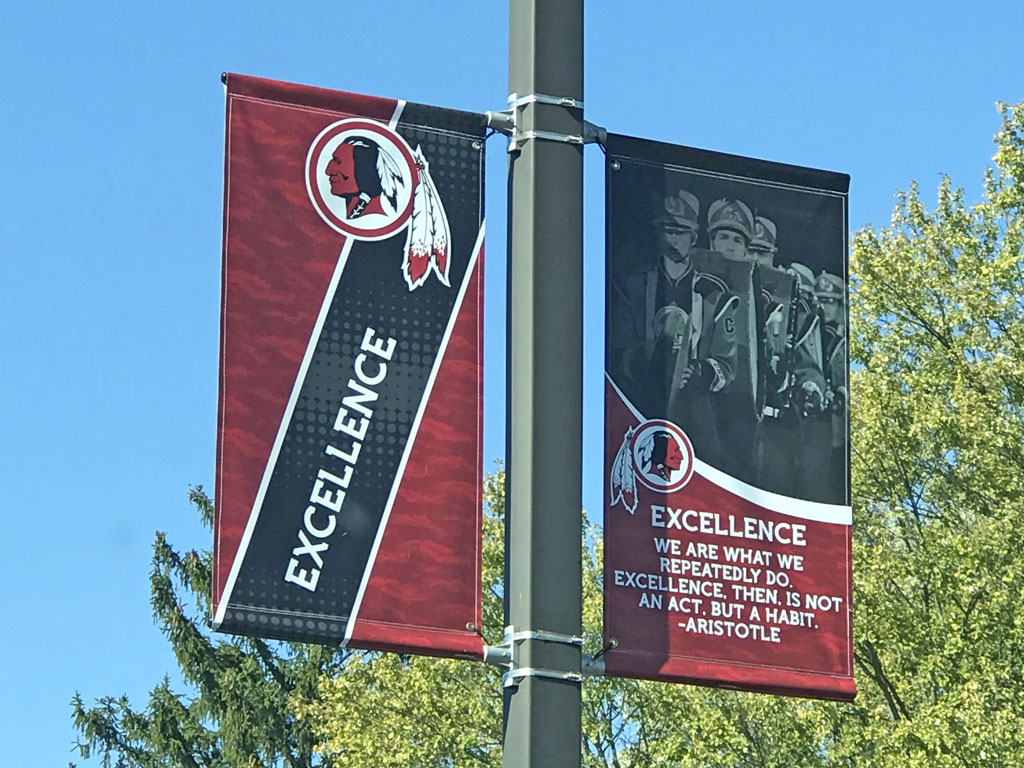 EXCELLENCE
C
EXCELLENCE
WE ARE WHAT WE
REPEATEDLY DO.
EXCELLENCE, THEN, IS NOT
AN ACT, BUT A HABIT.
-ARISTOTLE